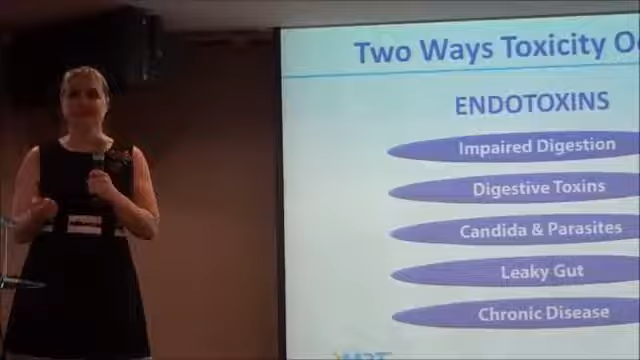 Two Ways Toxicity
ENDOTOXINS
Impaired Digestion
Digestive Toxins
Candida & Parasites
Leaky Gut
Chronic Disease